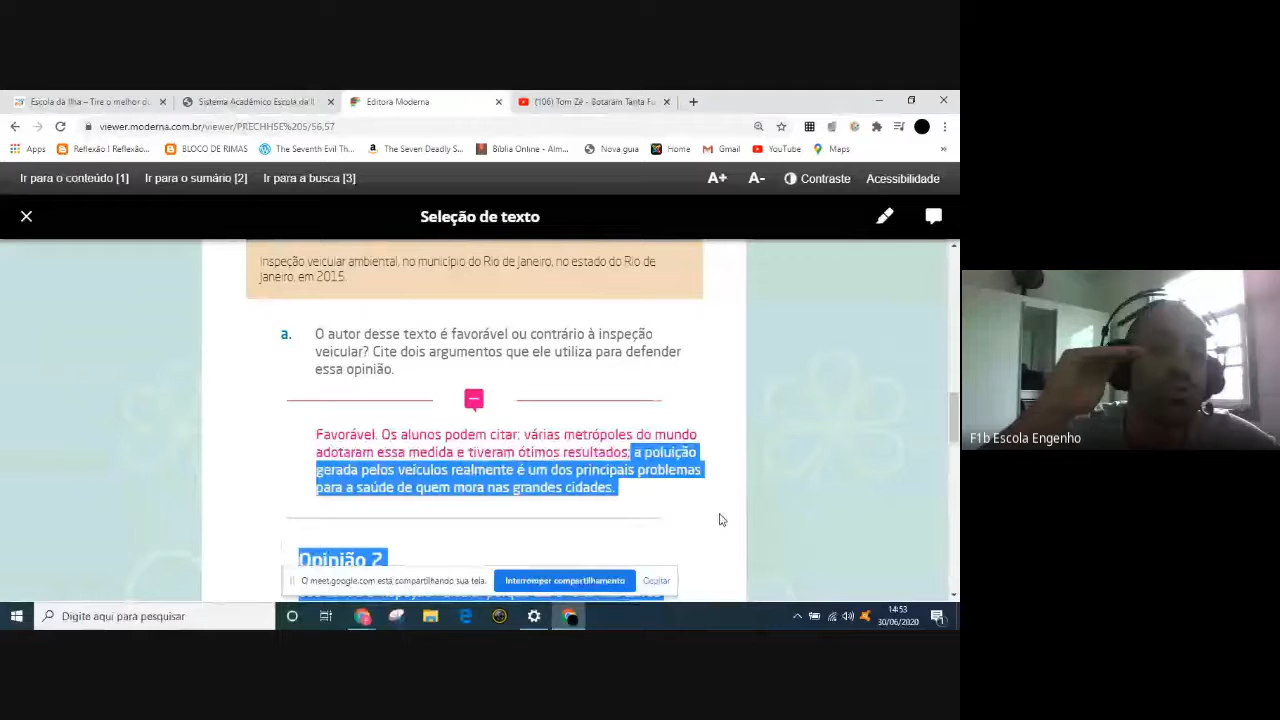 Escola da Ilha – Tire o melhor d
Sistema Acadêmico Escola da Il
Editora Moderna
(106) Tom Zé - Botaram Tanta Fu
viewer.moderna.com.br/viewer/PRECHHSE%20S/56,57
Apps
Reflexão ! Reflexão...
BLOCO DE RIMAS
The Seventh Evil Th...
The Seven Deadly S...
Bíblia Online - Alm...
Nova guia
Home
Gmail
YouTube
Maps
»
Ir para o conteúdo [1]
Ir para o sumário [2]
Ir para a busca [3]
A+
A-
Contraste
Acessibilidade
Seleção de texto
inspeção veicular ambiental, no município do Rio de Janeiro, no estado do Rio de
Janeiro, em 2015.
a. O autor desse texto é favorável ou contrário à inspeção
veicular? Cite dois argumentos que ele utiliza para defender
essa opinião.
Favorável. Os alunos podem citar: várias metrópoles do mundo
adotaram essa medida e tiveram ótimos resultados; a poluição
gerada pelos veículos realmente é um dos principais problemas
para a saúde de quem mora nas grandes cidades.
Opinião 2
O meet.google.com está compartilhando sua tela.
Interromper compartilhamento
Ocultar
Digite aqui para pesquisar
14:53
30/06/2020
F1b Escola Engenho